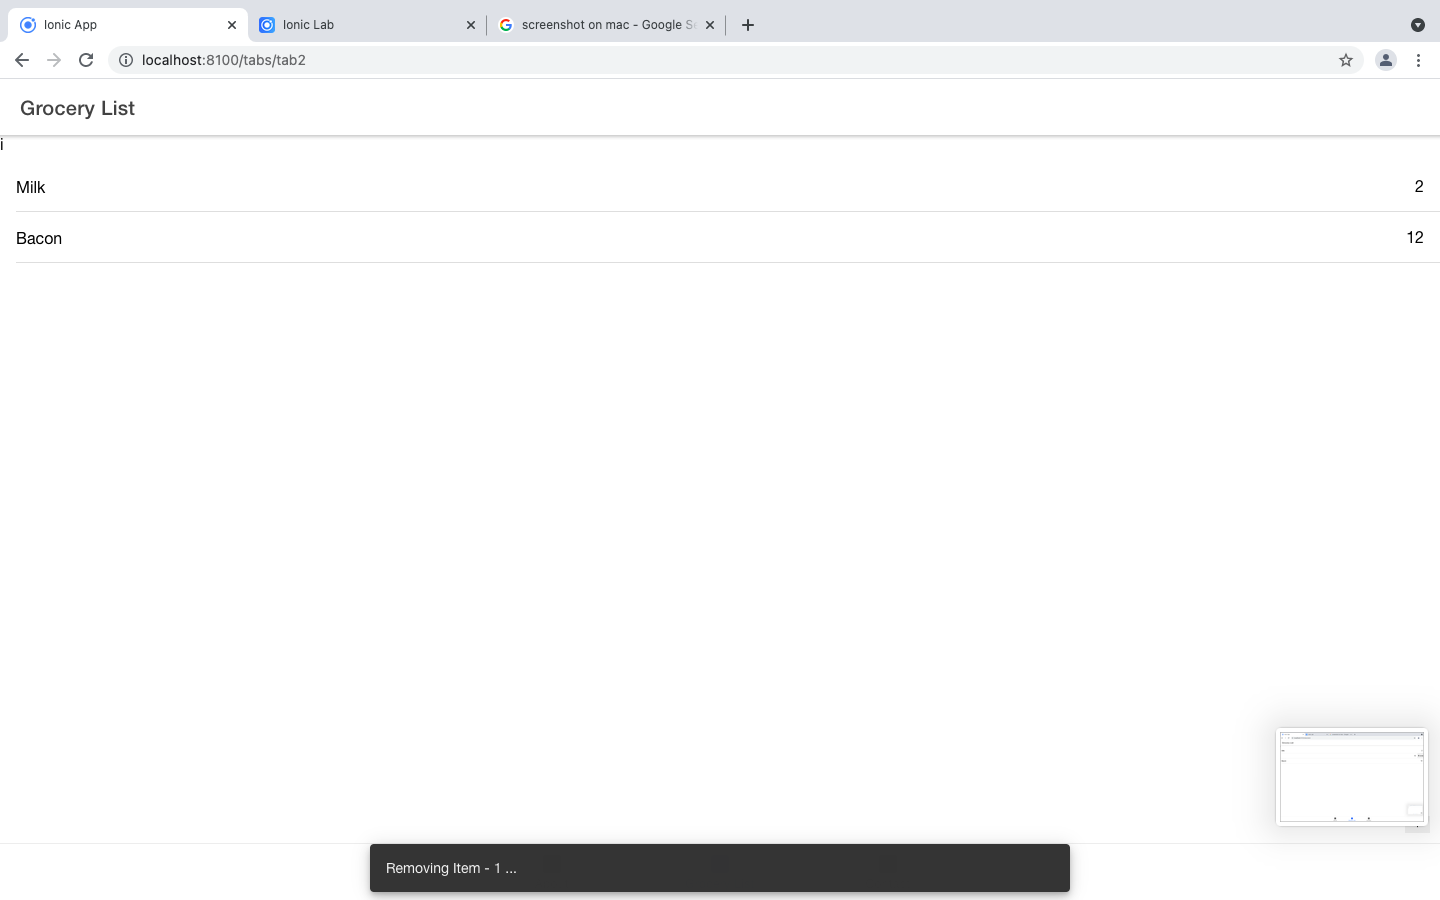 Ionic App
Ionic Lab
screenshot on mac - Google Se
localhost:8100/tabs/tab2
Grocery List
i
Milk 2
Bacon 12
Removing Item - 1 ...